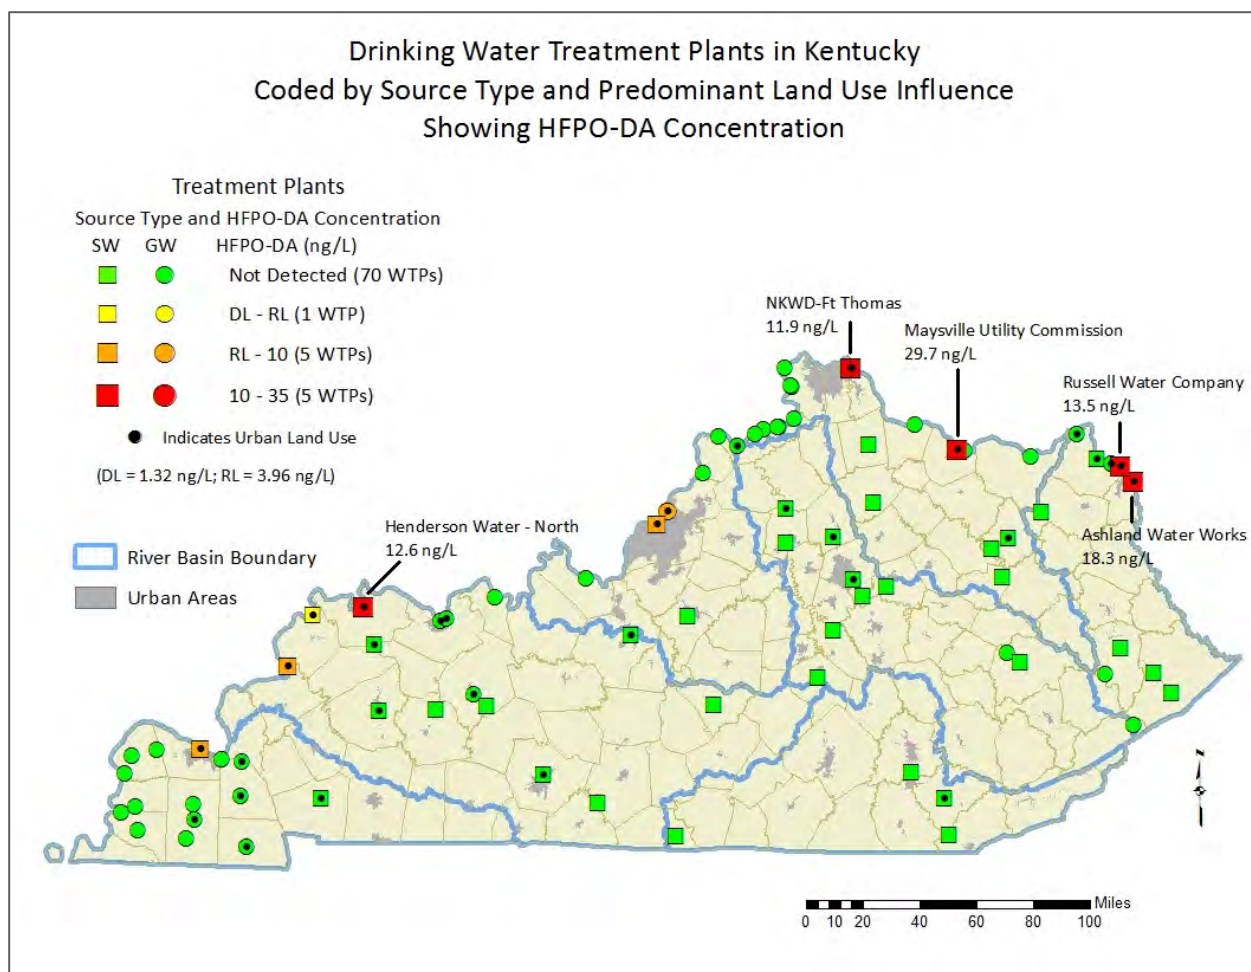 Drinking Water Treatment Plants in Kentucky
Coded by Source Type and Predominant Land Use Influence
Showing HFPO-DA Concentration
Treatment Plants
Source Type and HFPO-DA Concentration
SW GW HFPO-DA (ng/L)
Not Detected (70 WTPs)
DL - RL (1 WTP)
RL - 10 (5 WTPs)
10 - 35 (5 WTPs)
Indicates Urban Land Use
(DL = 1.32 ng/L; RL = 3.96 ng/L)
River Basin Boundary
Urban Areas
NKWD-Ft Thomas
11.9 ng/L
Maysville Utility Commission
29.7 ng/L
Russell Water Company
13.5 ng/L
Ashland Water Works
18.3 ng/L
Henderson Water - North
12.6 ng/L
N
Miles
0 10 20 40 60 80 100